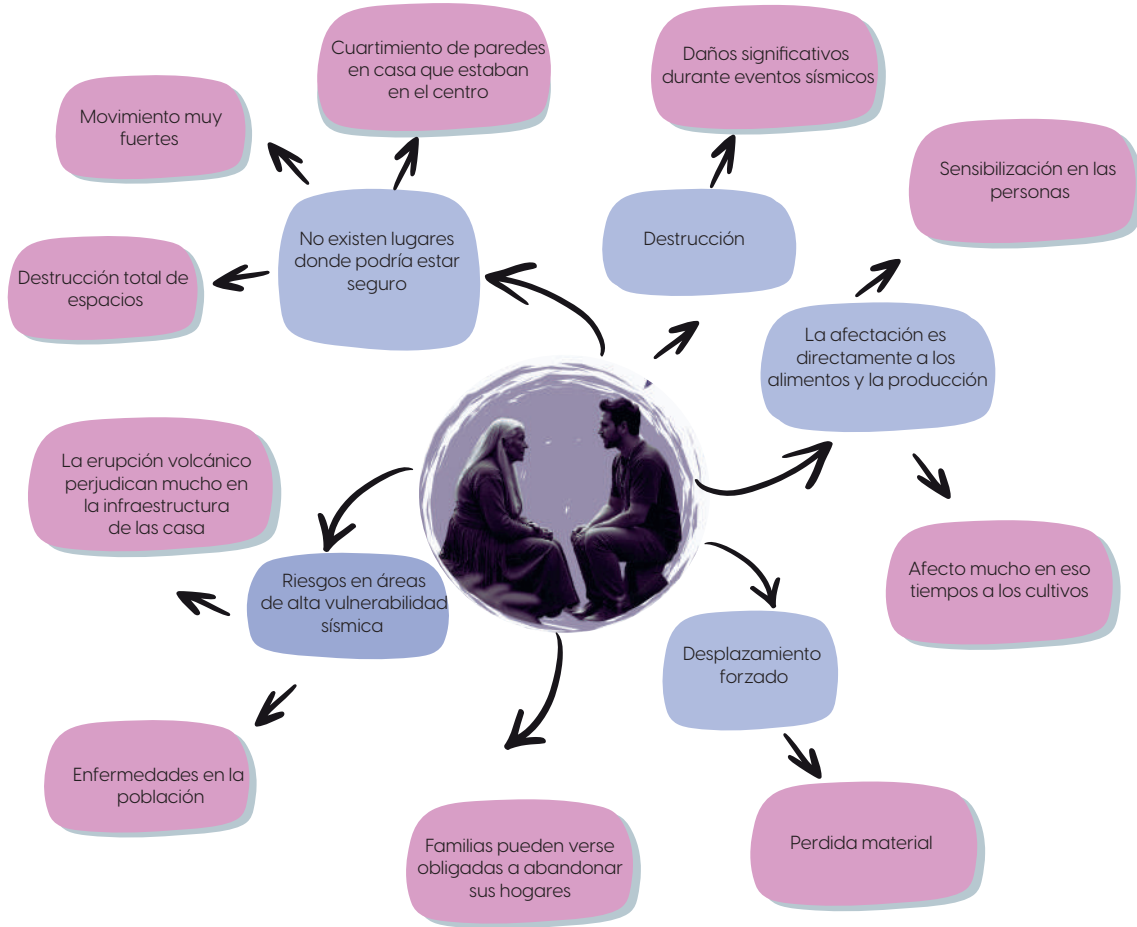 Cuartimiento de paredes
en casa que estaban
en el centro
Daños significativos
durante eventos sísmicos
Movimiento muy
fuertes
Sensibilización en las
personas
No existen lugares
donde podría estar
seguro
Destrucción
Destrucción total de
espacios
La afectación es
directamente a los
alimentos y la producción
La erupción volcánico
perjudican mucho en
la infraestructura
de las casa
Riesgos en áreas
de alta vulnerabilidad
sísmica
Afecto mucho en eso
tiempos a los cultivos
Desplazamiento
forzado
Enfermedades en la
población
Familias pueden verse
obligadas a abandonar
sus hogares
Perdida material